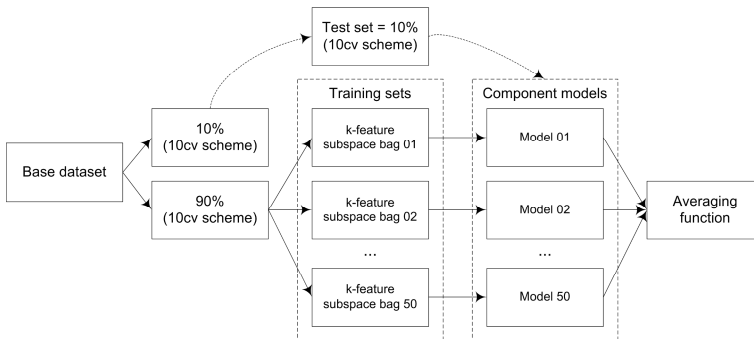 Test set = 10%
(10cv scheme)
Training sets
Component models
Base dataset
10%
(10cv scheme)
90%
(10cv scheme)
k-feature
subspace bag 01
k-feature
subspace bag 02
...
k-feature
subspace bag 50
Model 01
Model 02
...
Model 50
Averaging
function